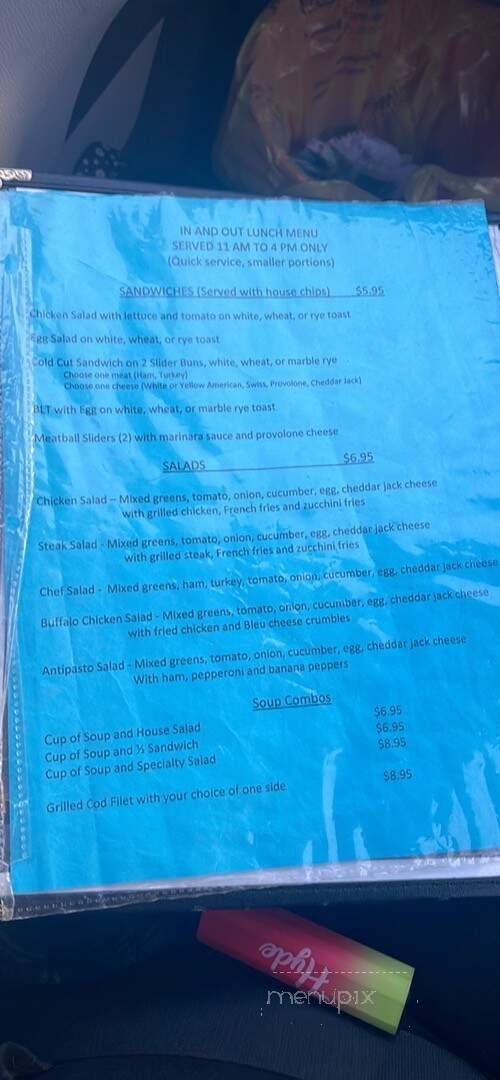 IN AND OUT LUNCH MENU
SERVED 11 AM TO 4 PM ONLY
(Quick service, smaller portions)
SANDWICHES (Served with house chips) $5.95
Chicken Salad with lettuce and tomato on white, wheat, or rye toast
Egg Salad on white, wheat, or rye toast
Cold Cut Sandwich on 2 Slider Buns, white, wheat, or marble rye
Choose one meat (Ham, Turkey)
Choose one cheese (White or Yellow American, Swiss, Provolone, Cheddar Jack)
BLT with Egg on white, wheat, or marble rye toast
Meatball Sliders (2) with marinara sauce and provolone cheese
SALADS $6.95
Chicken Salad – Mixed greens, tomato, onion, cucumber, egg, cheddar jack cheese
with grilled chicken, French fries and zucchini fries
Steak Salad - Mixed greens, tomato, onion, cucumber, egg, cheddar jack cheese
with grilled steak, French fries and zucchini fries
Chef Salad - Mixed greens, ham, turkey, tomato, onion, cucumber, egg, cheddar jack cheese
Buffalo Chicken Salad - Mixed greens, tomato, onion, cucumber, egg, cheddar jack cheese
with fried chicken and Bleu cheese crumbles
Antipasto Salad - Mixed greens, tomato, onion, cucumber, egg, cheddar jack cheese
With ham, pepperoni and banana peppers
Soup Combos
Cup of Soup and House Salad $6.95
Cup of Soup and ½ Sandwich $6.95
Cup of Soup and Specialty Salad $8.95
Grilled Cod Filet with your choice of one side $8.95
Hyde
menupix